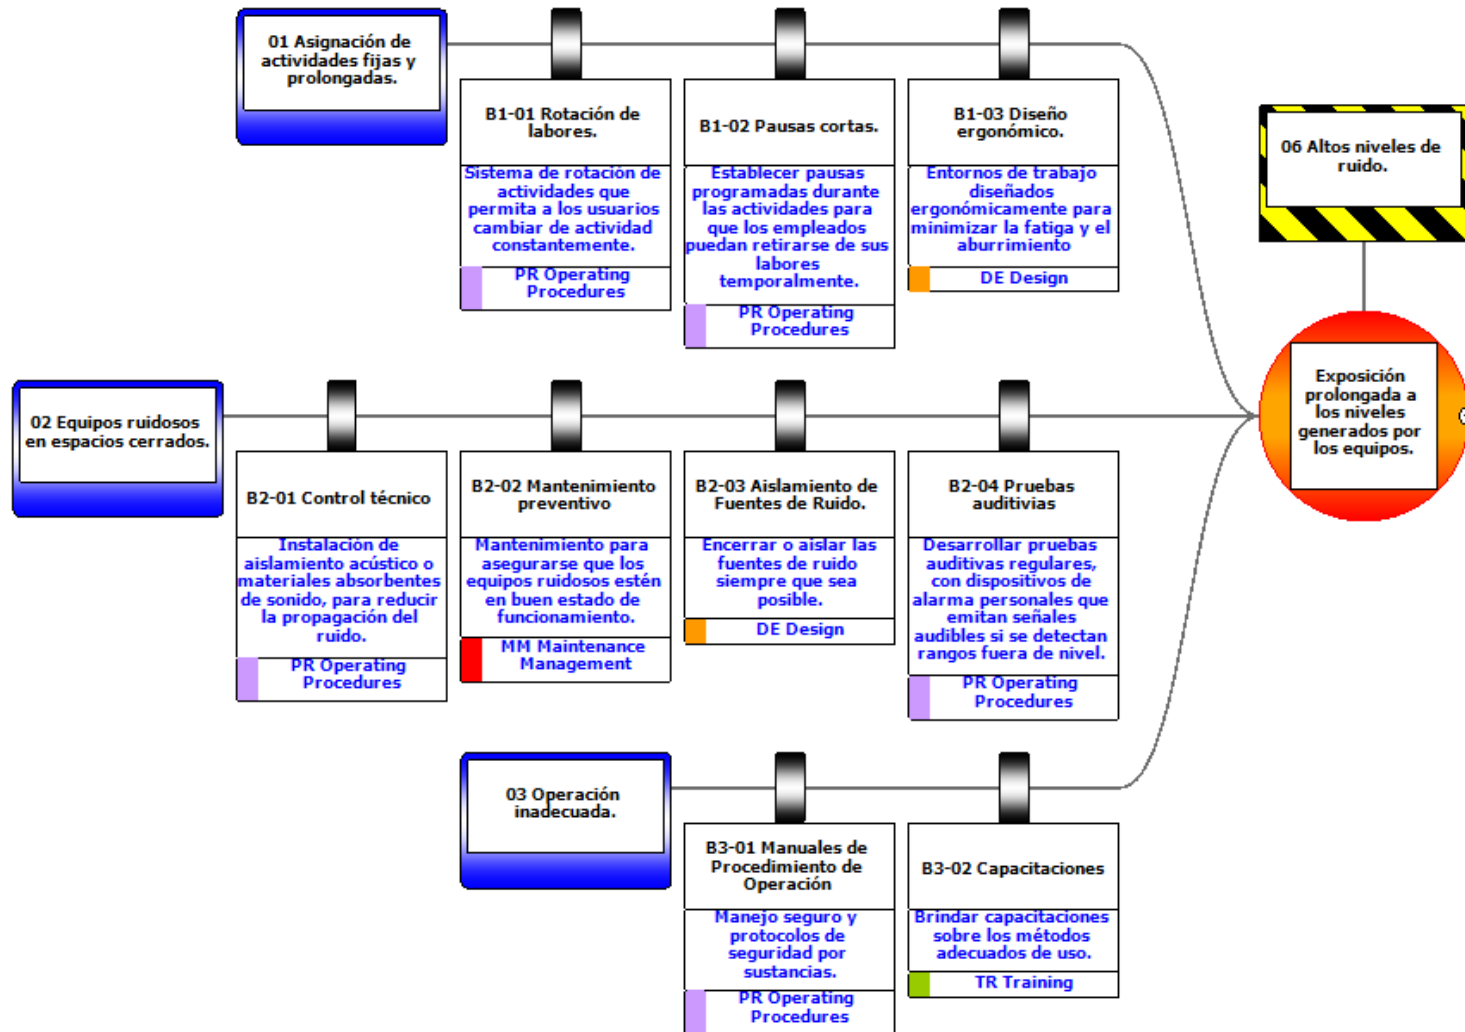 01 Asignación de
actividades fijas y
prolongadas.
B1-01 Rotación de
labores.
Sistema de rotación de
actividades que
permita a los usuarios
cambiar de actividad
constantemente.
PR Operating
Procedures
B1-02 Pausas cortas.
Establecer pausas
programadas durante
las actividades para
que los empleados
puedan retirarse de sus
labores
temporalmente.
PR Operating
Procedures
B1-03 Diseño
ergonómico.
Entornos de trabajo
diseñados
ergonómicamente para
minimizar la fatiga y el
aburrimiento
DE Design
06 Altos niveles de
ruido.
Exposición
prolongada a
los niveles
generados por
los equipos.
02 Equipos ruidosos
en espacios cerrados.
B2-01 Control técnico
Instalación de
aislamiento acústico o
materiales absorbentes
de sonido, para reducir
la propagación del
ruido.
PR Operating
Procedures
B2-02 Mantenimiento
preventivo
Mantenimiento para
asegurarse que los
equipos ruidosos estén
en buen estado de
funcionamiento.
MM Maintenance
Management
B2-03 Aislamiento de
Fuentes de Ruido.
Encerrar o aislar las
fuentes de ruido
siempre que sea
posible.
DE Design
B2-04 Pruebas
auditivias
Desarrollar pruebas
auditivas regulares,
con dispositivos de
alarma personales que
emitan señales
audibles si se detectan
rangos fuera de nivel.
PR Operating
Procedures
03 Operación
inadecuada.
B3-01 Manuales de
Procedimiento de
Operación
Manejo seguro y
protocolos de
seguridad por
sustancias.
PR Operating
Procedures
B3-02 Capacitaciones
Brindar capacitaciones
sobre los métodos
adecuados de uso.
TR Training